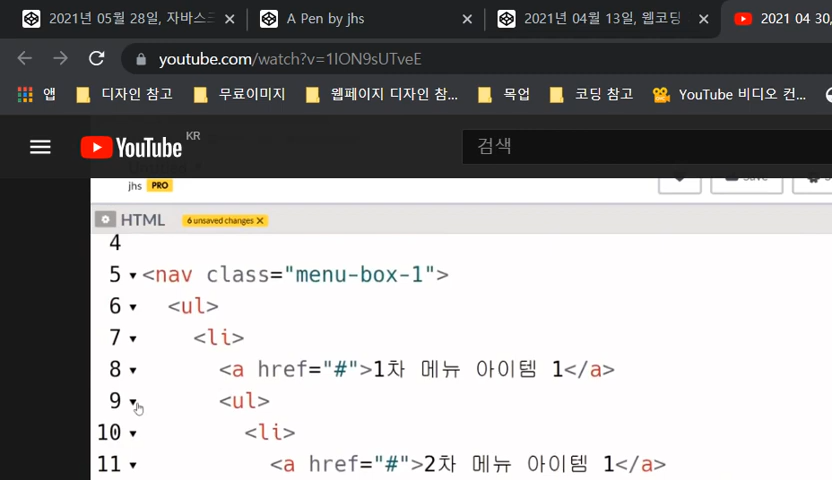 2021년 05월 28일, 자바스크 A Pen by jhs 2021년 04월 13일, 웹코딩 2021 04 30,
youtube.com/watch?v=1ION9sUTveE
앱 디자인 참고 무료이미지 웹페이지 디자인 참... 목업 코딩 참고 YouTube 비디오 컨...
YouTube KR 검색
jhs PRO Save
HTML 6 unsaved changes X
4
5 <nav class="menu-box-1">
6 <ul>
7 <li>
8 <a href="#">1차 메뉴 아이템 1</a>
9 <ul>
10 <li>
11 <a href="#">2차 메뉴 아이템 1</a>